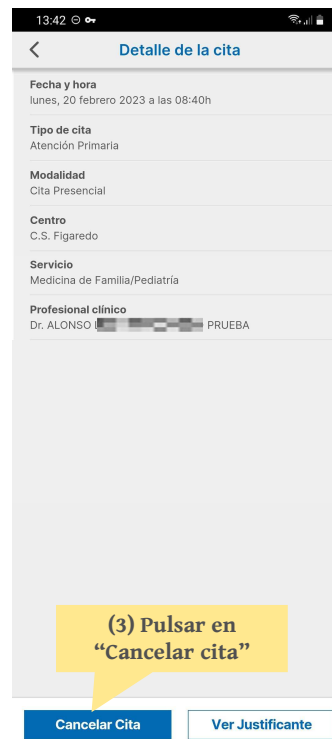 13:42
Detalle de la cita
Fecha y hora
lunes, 20 febrero 2023 a las 08:40h
Tipo de cita
Atención Primaria
Modalidad
Cita Presencial
Centro
C.S. Figaredo
Servicio
Medicina de Familia/Pediatría
Profesional clínico
Dr. ALONSO PRUEBA
(3) Pulsar en
“Cancelar cita”
Cancelar Cita
Ver Justificante